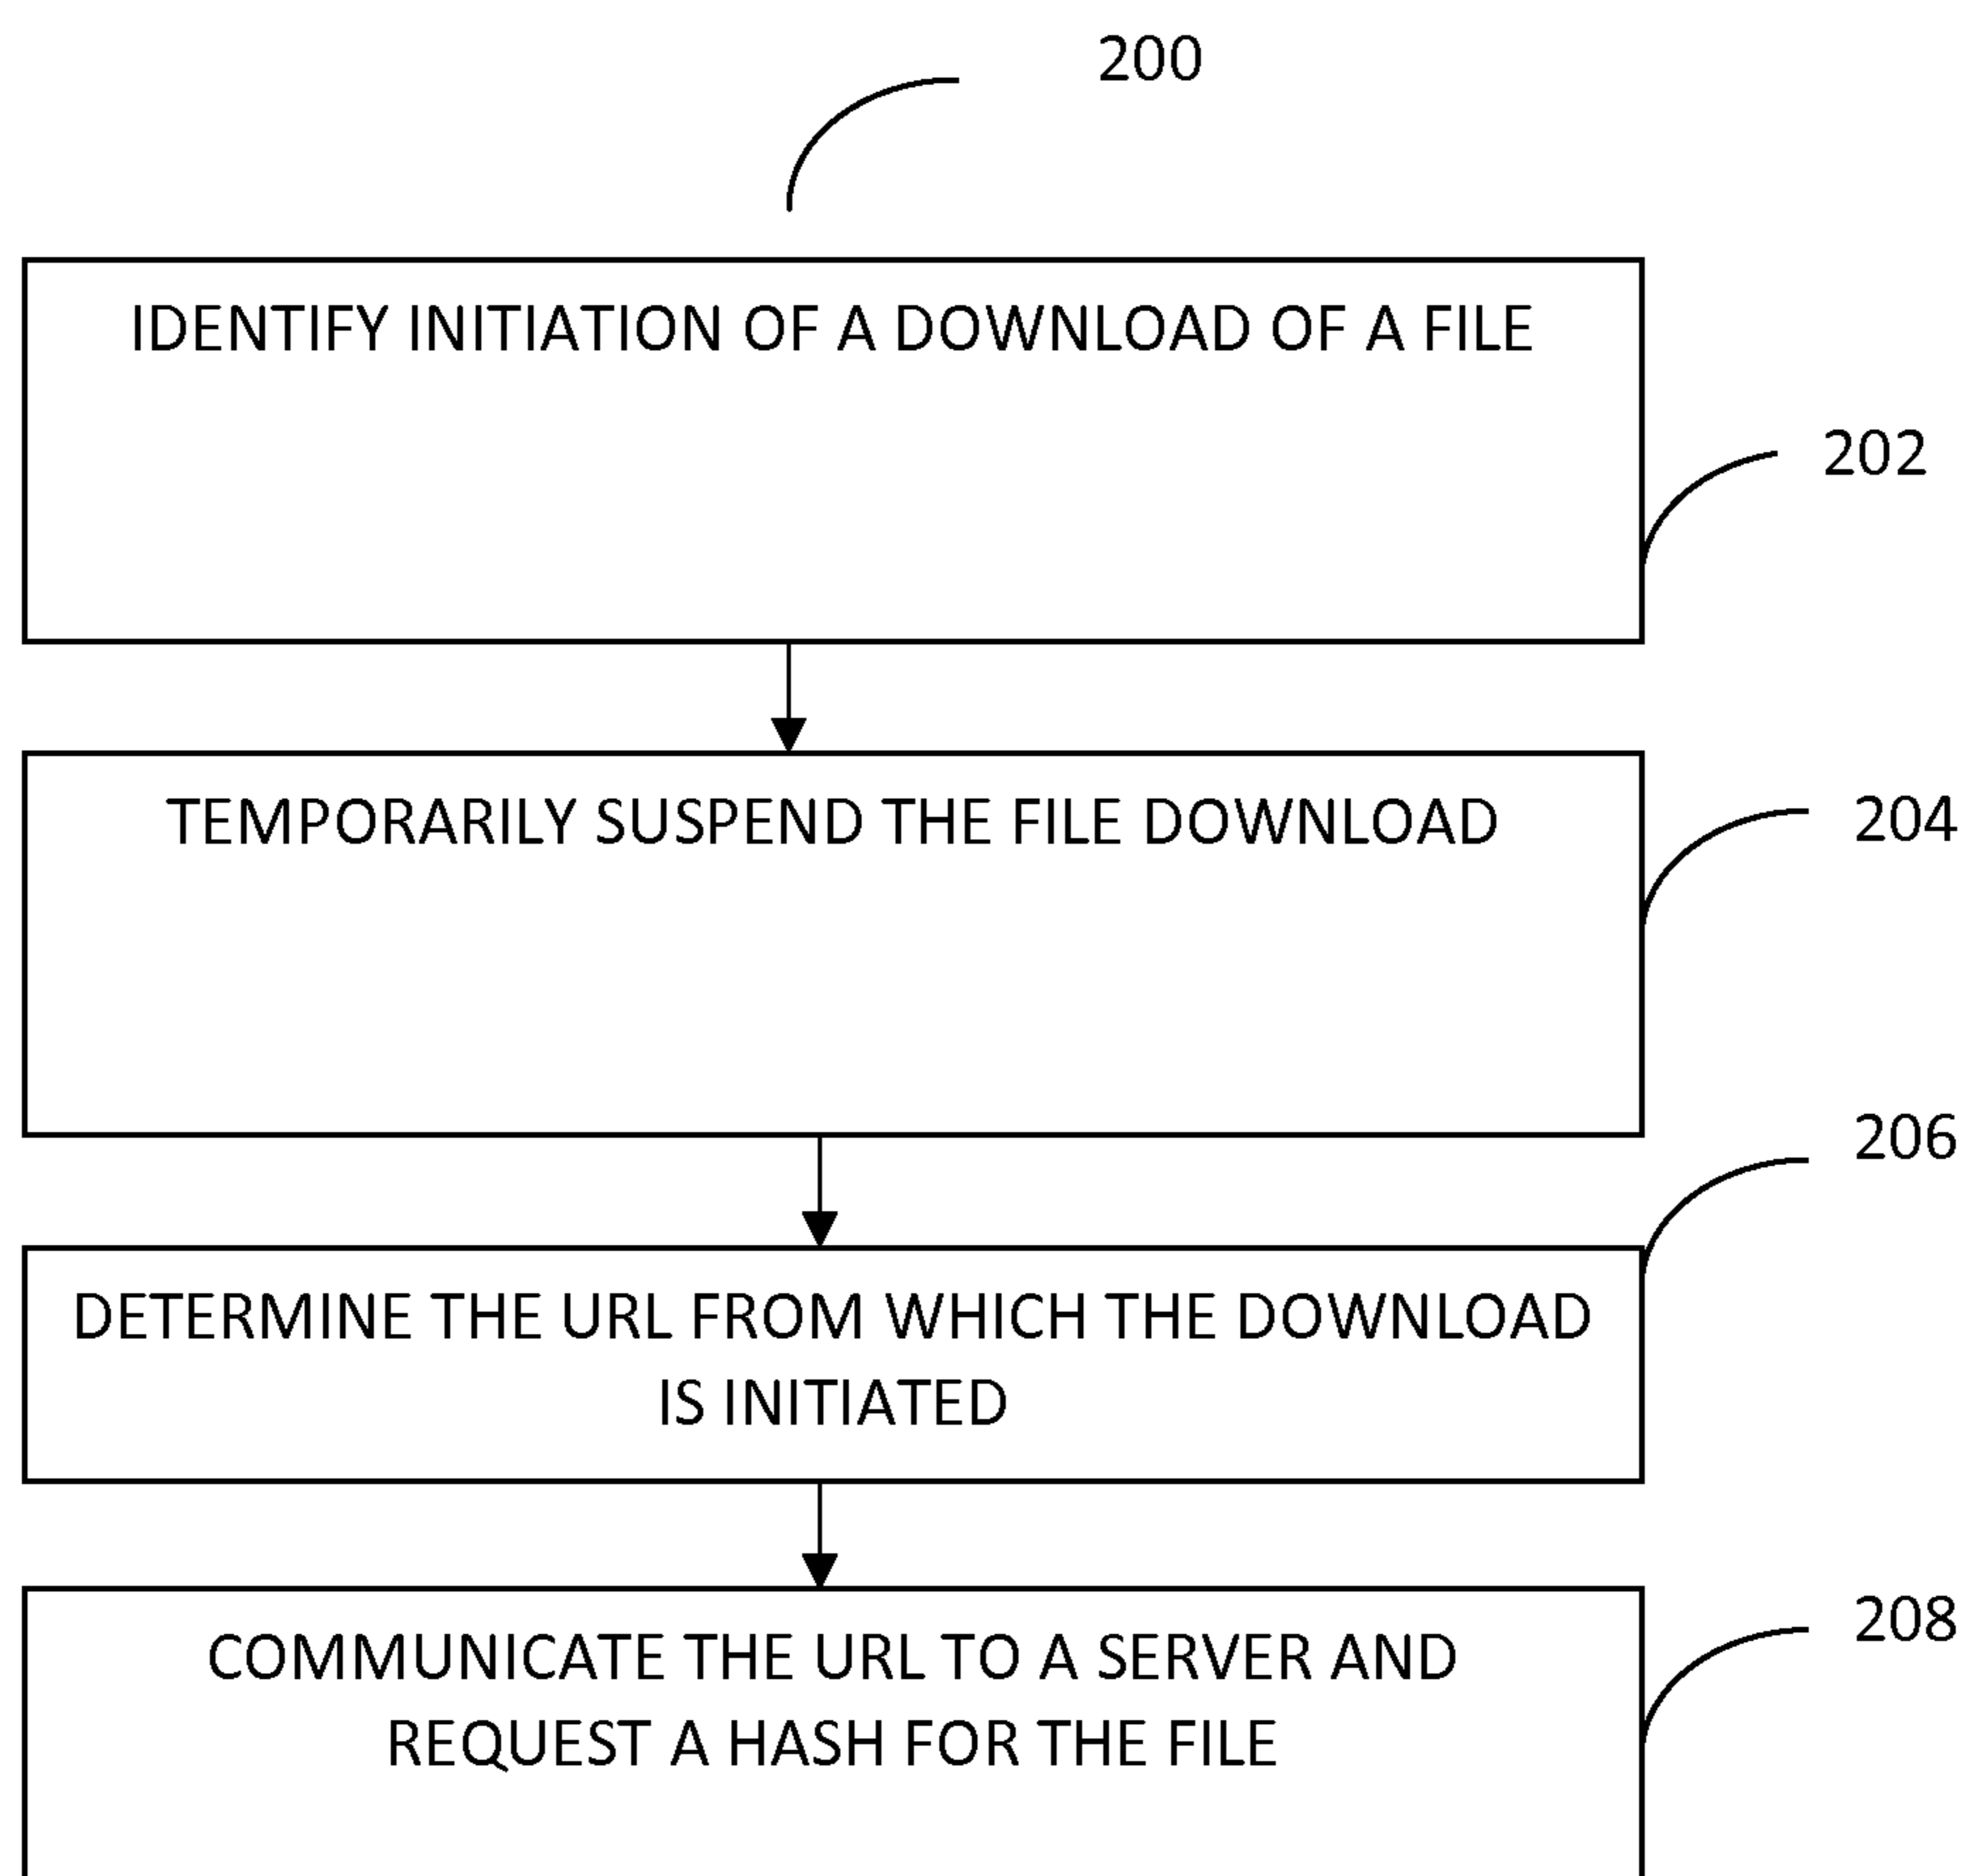 200
IDENTIFY INITIATION OF A DOWNLOAD OF A FILE
202
TEMPORARILY SUSPEND THE FILE DOWNLOAD
204
206
DETERMINE THE URL FROM WHICH THE DOWNLOAD
IS INITIATED
208
COMMUNICATE THE URL TO A SERVER AND
REQUEST A HASH FOR THE FILE